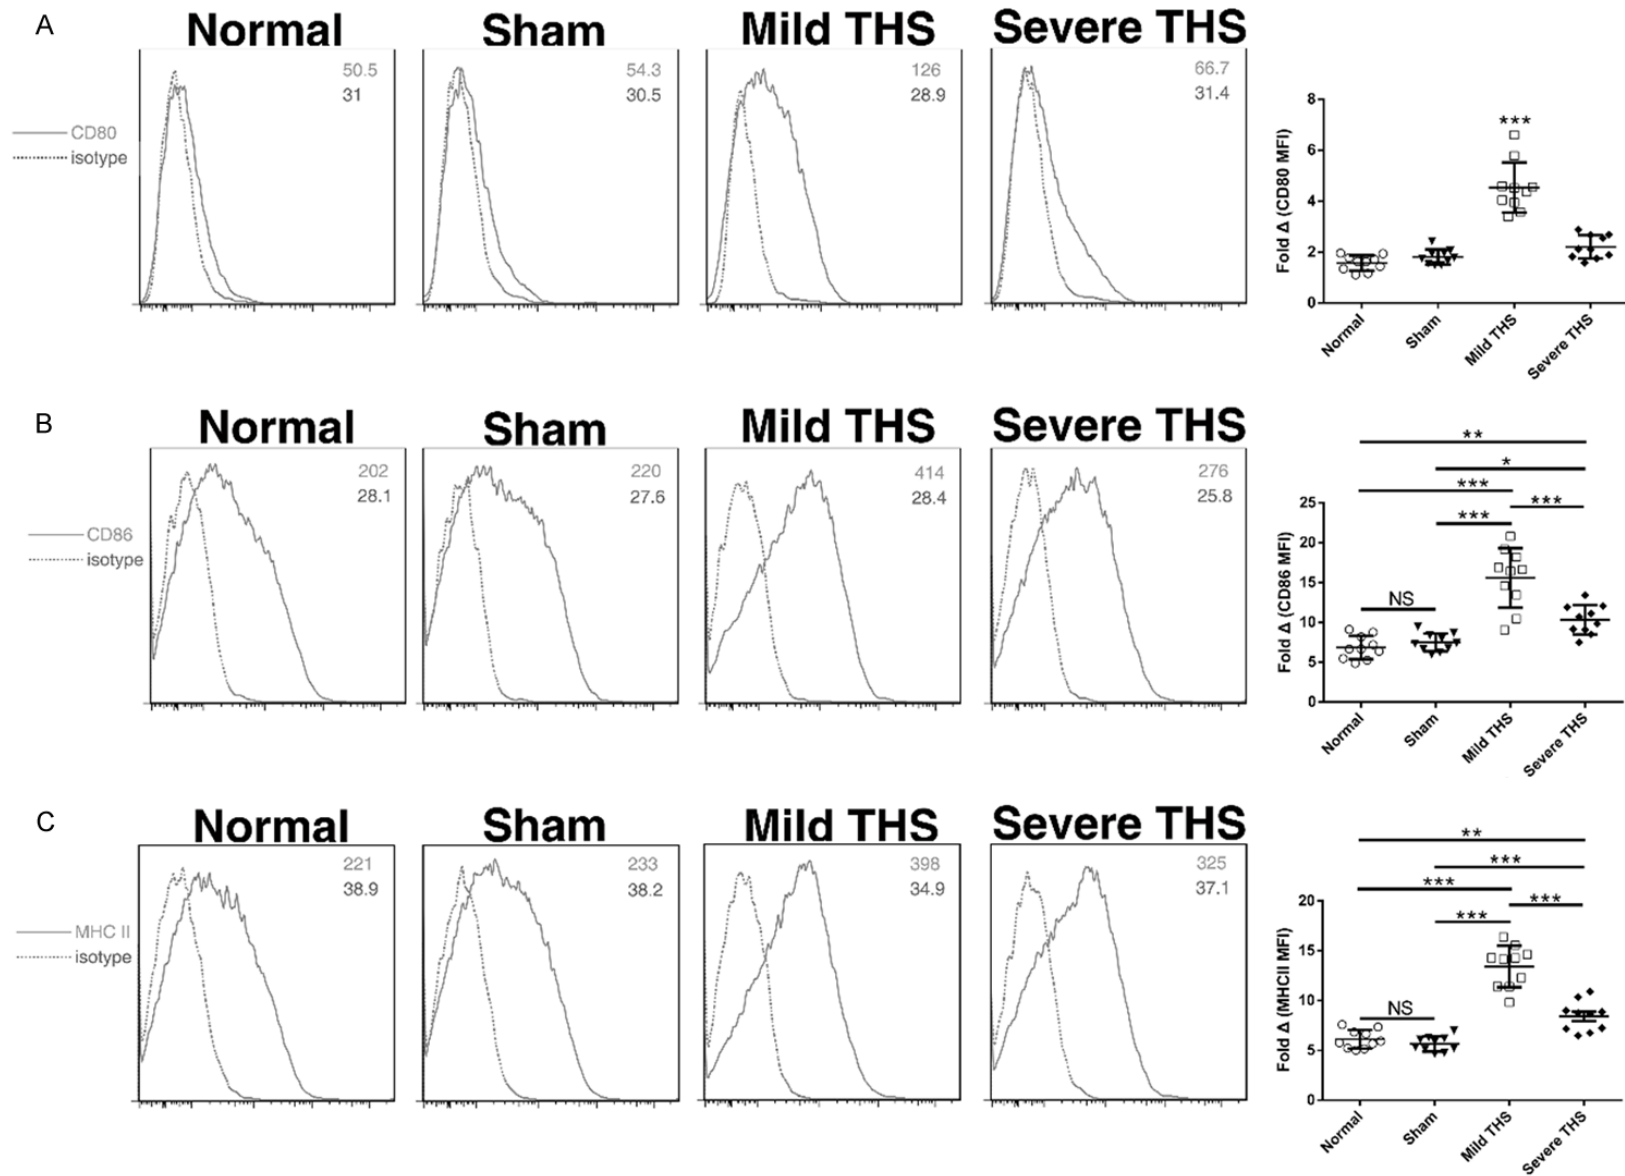 A
Normal
Sham
Mild THS
Severe THS
CD80
isotype
50.5
31
54.3
30.5
126
28.9
66.7
31.4
Fold Δ (CD80 MFI)
8
6
4
2
0
***
Normal
Sham
Mild THS
Severe THS
B
Normal
Sham
Mild THS
Severe THS
CD86
isotype
202
28.1
220
27.6
414
28.4
276
25.8
Fold Δ (CD86 MFI)
25
20
15
10
5
0
**
*
***
***
***
NS
Normal
Sham
Mild THS
Severe THS
C
Normal
Sham
Mild THS
Severe THS
MHC II
isotype
221
38.9
233
38.2
398
34.9
325
37.1
Fold Δ (MHCII MFI)
20
15
10
5
0
**
***
***
***
***
NS
Normal
Sham
Mild THS
Severe THS